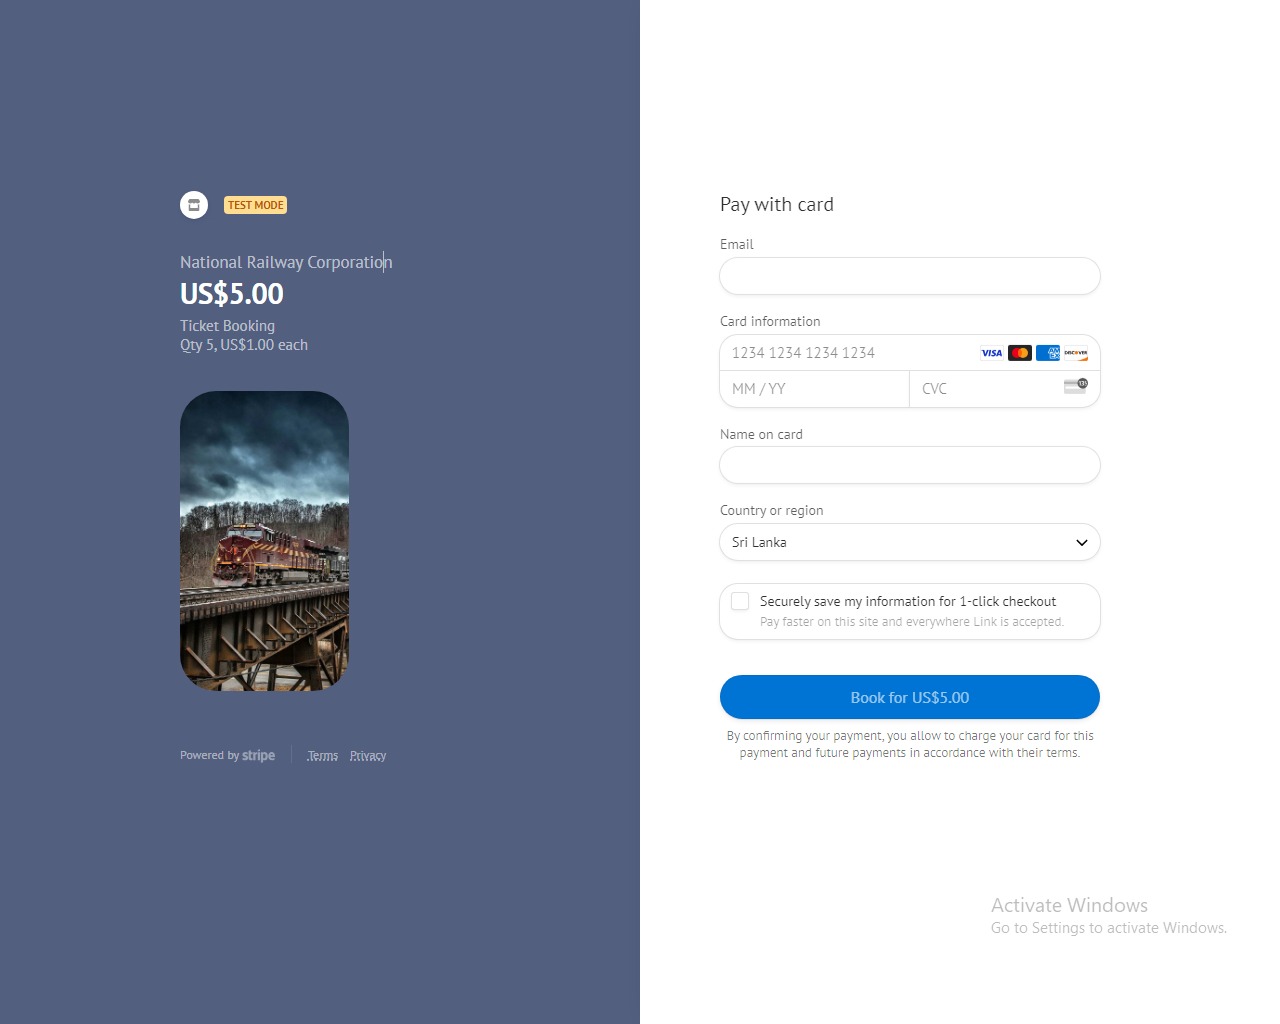 TEST MODE
National Railway Corporation
US$5.00
Ticket Booking
Qty 5, US$1.00 each
Powered by stripe
Terms
Privacy
Pay with card
Email
Card information
1234 1234 1234 1234
VISA
AMEX
DISCOVER
MM / YY
CVC
135
Name on card
Country or region
Sri Lanka
Securely save my information for 1-click checkout
Pay faster on this site and everywhere Link is accepted.
Book for US$5.00
By confirming your payment, you allow to charge your card for this
payment and future payments in accordance with their terms.
Activate Windows
Go to Settings to activate Windows.